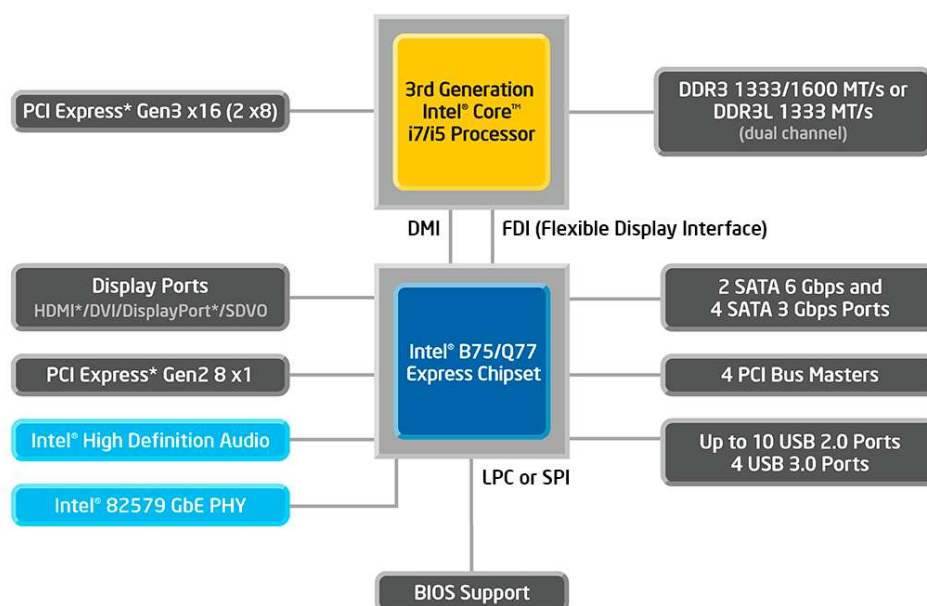 3rd Generation
Intel® Core™
i7/i5 Processor
PCI Express* Gen3 x16 (2 x8)
DDR3 1333/1600 MT/s or
DDR3L 1333 MT/s
(dual channel)
DMI
FDI (Flexible Display Interface)
Display Ports
HDMI*/DVI/DisplayPort*/SDVO
2 SATA 6 Gbps and
4 SATA 3 Gbps Ports
Intel® B75/Q77
Express Chipset
PCI Express* Gen2 8 x1
4 PCI Bus Masters
Intel® High Definition Audio
Up to 10 USB 2.0 Ports
4 USB 3.0 Ports
LPC or SPI
Intel® 82579 GbE PHY
BIOS Support